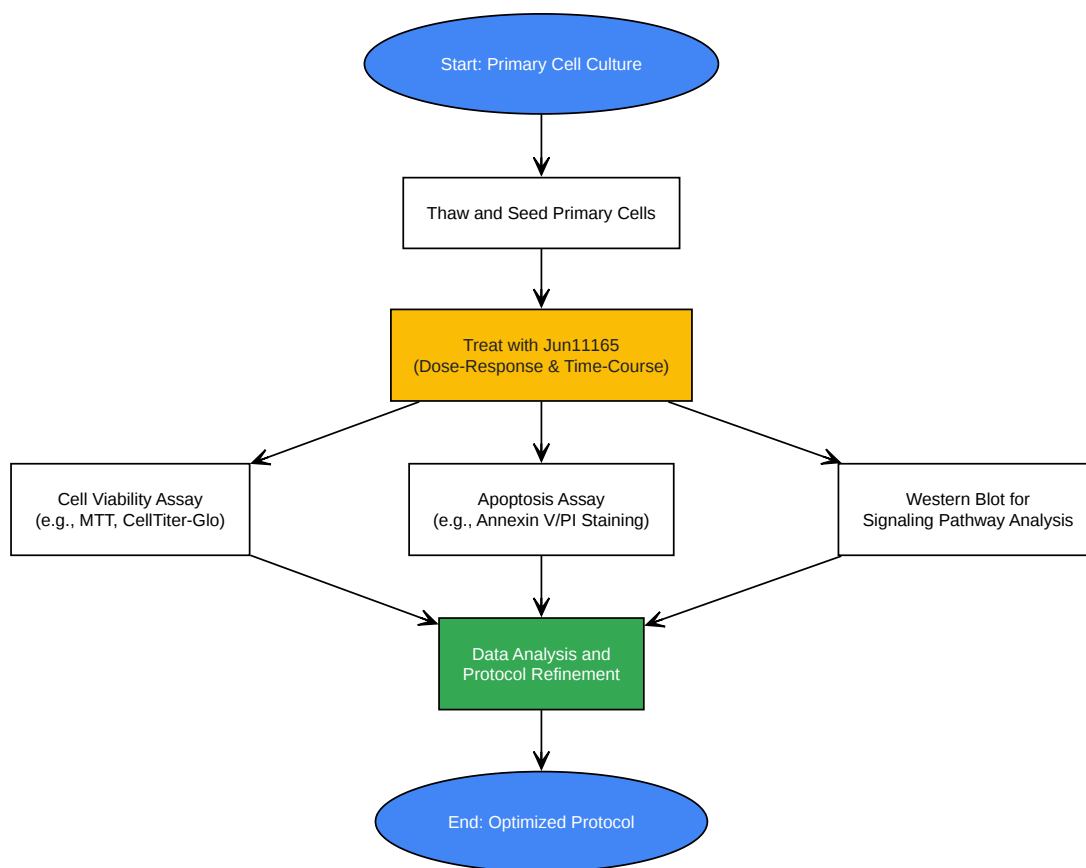 Start: Primary Cell Culture
Thaw and Seed Primary Cells
Treat with Jun11165
(Dose-Response & Time-Course)
Cell Viability Assay
(e.g., MTT, CellTiter-Glo)
Apoptosis Assay
(e.g., Annexin V/PI Staining)
Western Blot for
Signaling Pathway Analysis
Data Analysis and
Protocol Refinement
End: Optimized Protocol